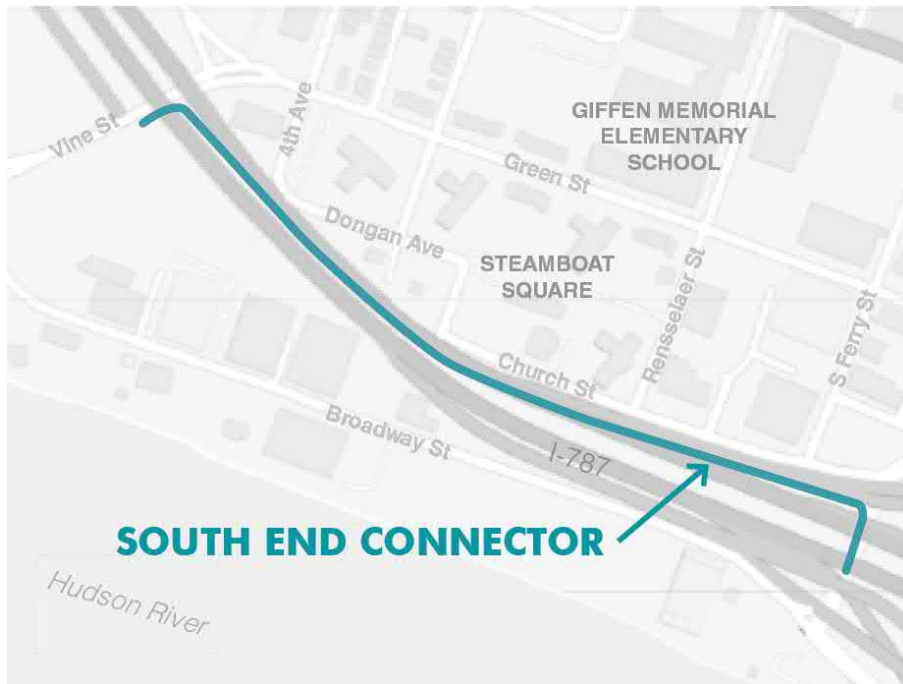 Vine St
4th Ave
GIFFEN MEMORIAL
ELEMENTARY
SCHOOL
Green St
Dongan Ave
STEAMBOAT
SQUARE
Rensselaer St
S Ferry St
Church St
Broadway St
I-787
SOUTH END CONNECTOR
Hudson River